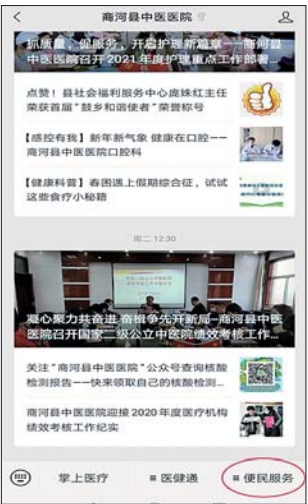 商河县中医医院
抓质量，促服务，开启护理新篇章——商河县
中医医院召开2021年度护理重点工作部署...
点赞！县社会福利服务中心庞姝红主任
荣获首届“鼓乡和谐使者”荣誉称号
【感控有我】新年新气象 健康在口腔--
商河县中医医院口腔科
【健康科普】春困遇上假期综合征，试试
这些食疗小秘籍
周二 12:30
凝心聚力共奋进 奋楫争先开新局–商河县中医
医院召开国家二级公立中医院绩效考核工作...
关注“商河县中医医院”公众号查询核酸
检测报告——快来领取自己的核酸检测...
商河县中医医院迎接2020年度医疗机构
绩效考核工作纪实
掌上医疗
≡ 医健通
≡ 便民服务